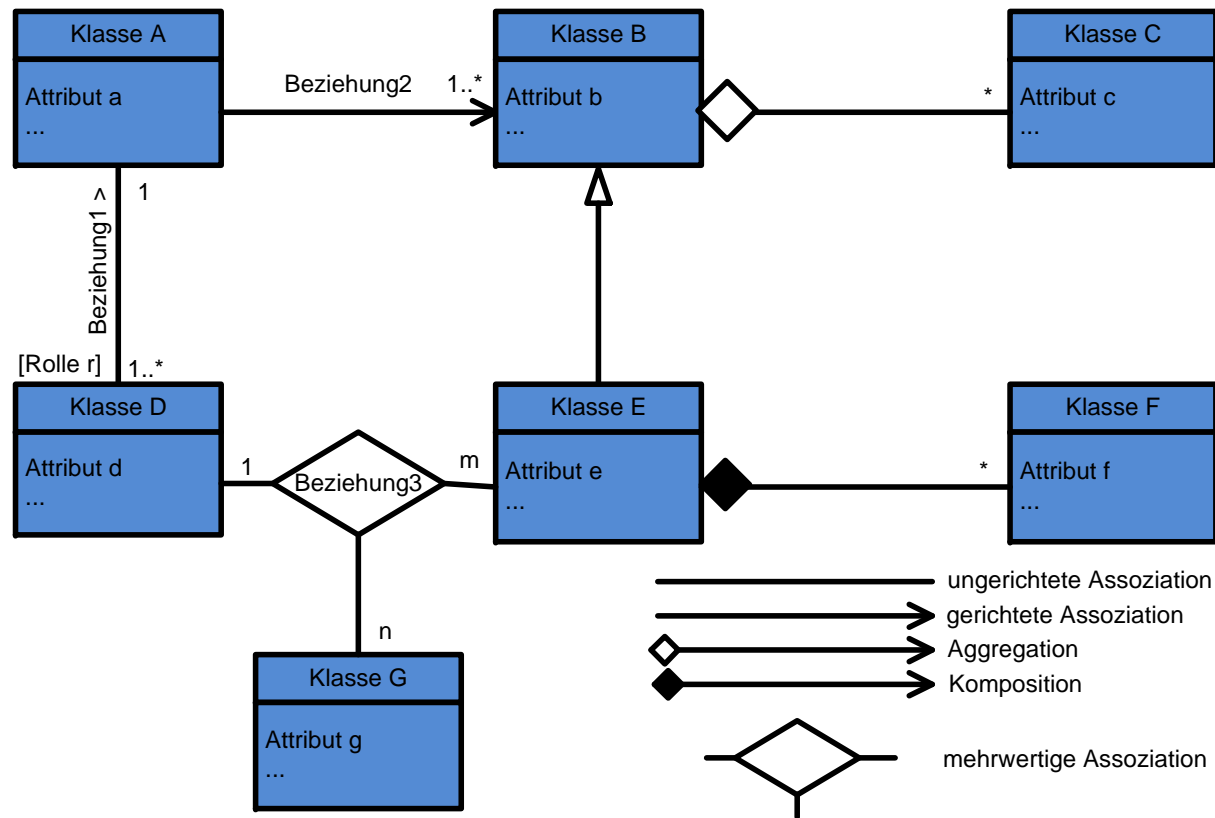 Klasse A
Attribut a
...
Beziehung2
1..*
Klasse B
Attribut b
...
*
Klasse C
Attribut c
...
Beziehung1 >
1
[Rolle r]
1..*
Klasse D
Attribut d
...
1
Beziehung3
m
Klasse E
Attribut e
...
*
Klasse F
Attribut f
...
n
Klasse G
Attribut g
...
ungerichtete Assoziation
gerichtete Assoziation
Aggregation
Komposition
mehrwertige Assoziation